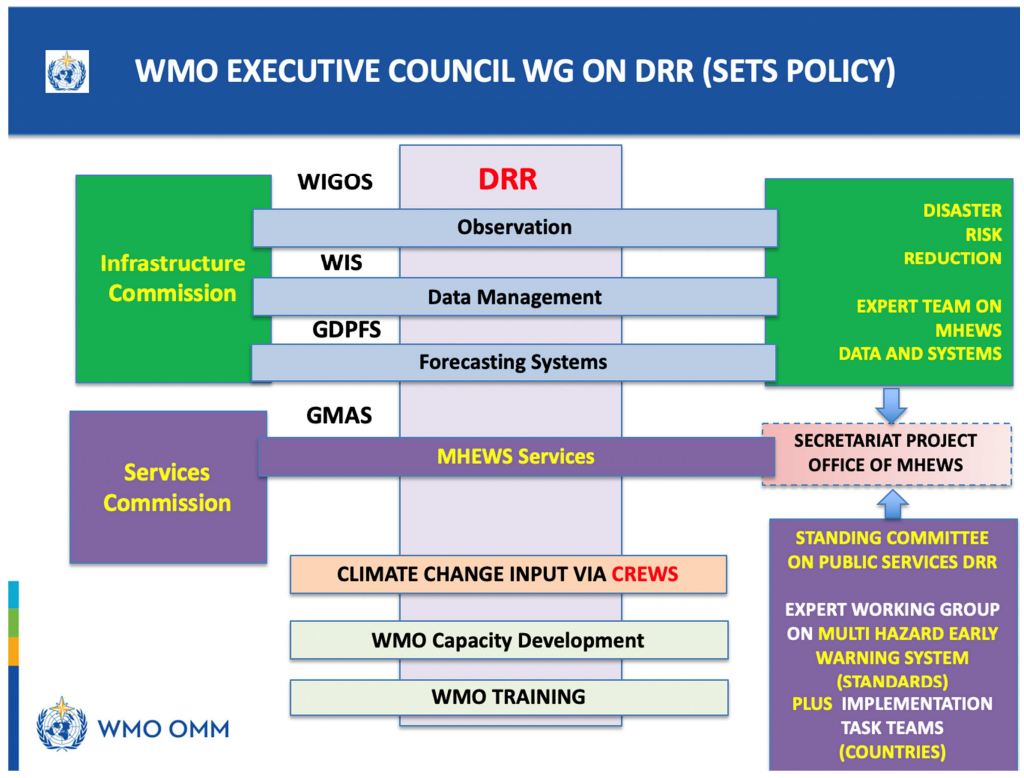 WMO EXECUTIVE COUNCIL WG ON DRR (SETS POLICY)
WIGOS
DRR
Infrastructure
Commission
Observation
WIS
Data Management
GDPFS
Forecasting Systems
DISASTER
RISK
REDUCTION
EXPERT TEAM ON
MHEWS
DATA AND SYSTEMS
GMAS
Services
Commission
MHEWS Services
SECRETARIAT PROJECT
OFFICE OF MHEWS
CLIMATE CHANGE INPUT VIA CREWS
WMO Capacity Development
WMO TRAINING
STANDING COMMITTEE
ON PUBLIC SERVICES DRR
EXPERT WORKING GROUP
ON MULTI HAZARD EARLY
WARNING SYSTEM
(STANDARDS)
PLUS IMPLEMENTATION
TASK TEAMS
(COUNTRIES)
WMO OMM